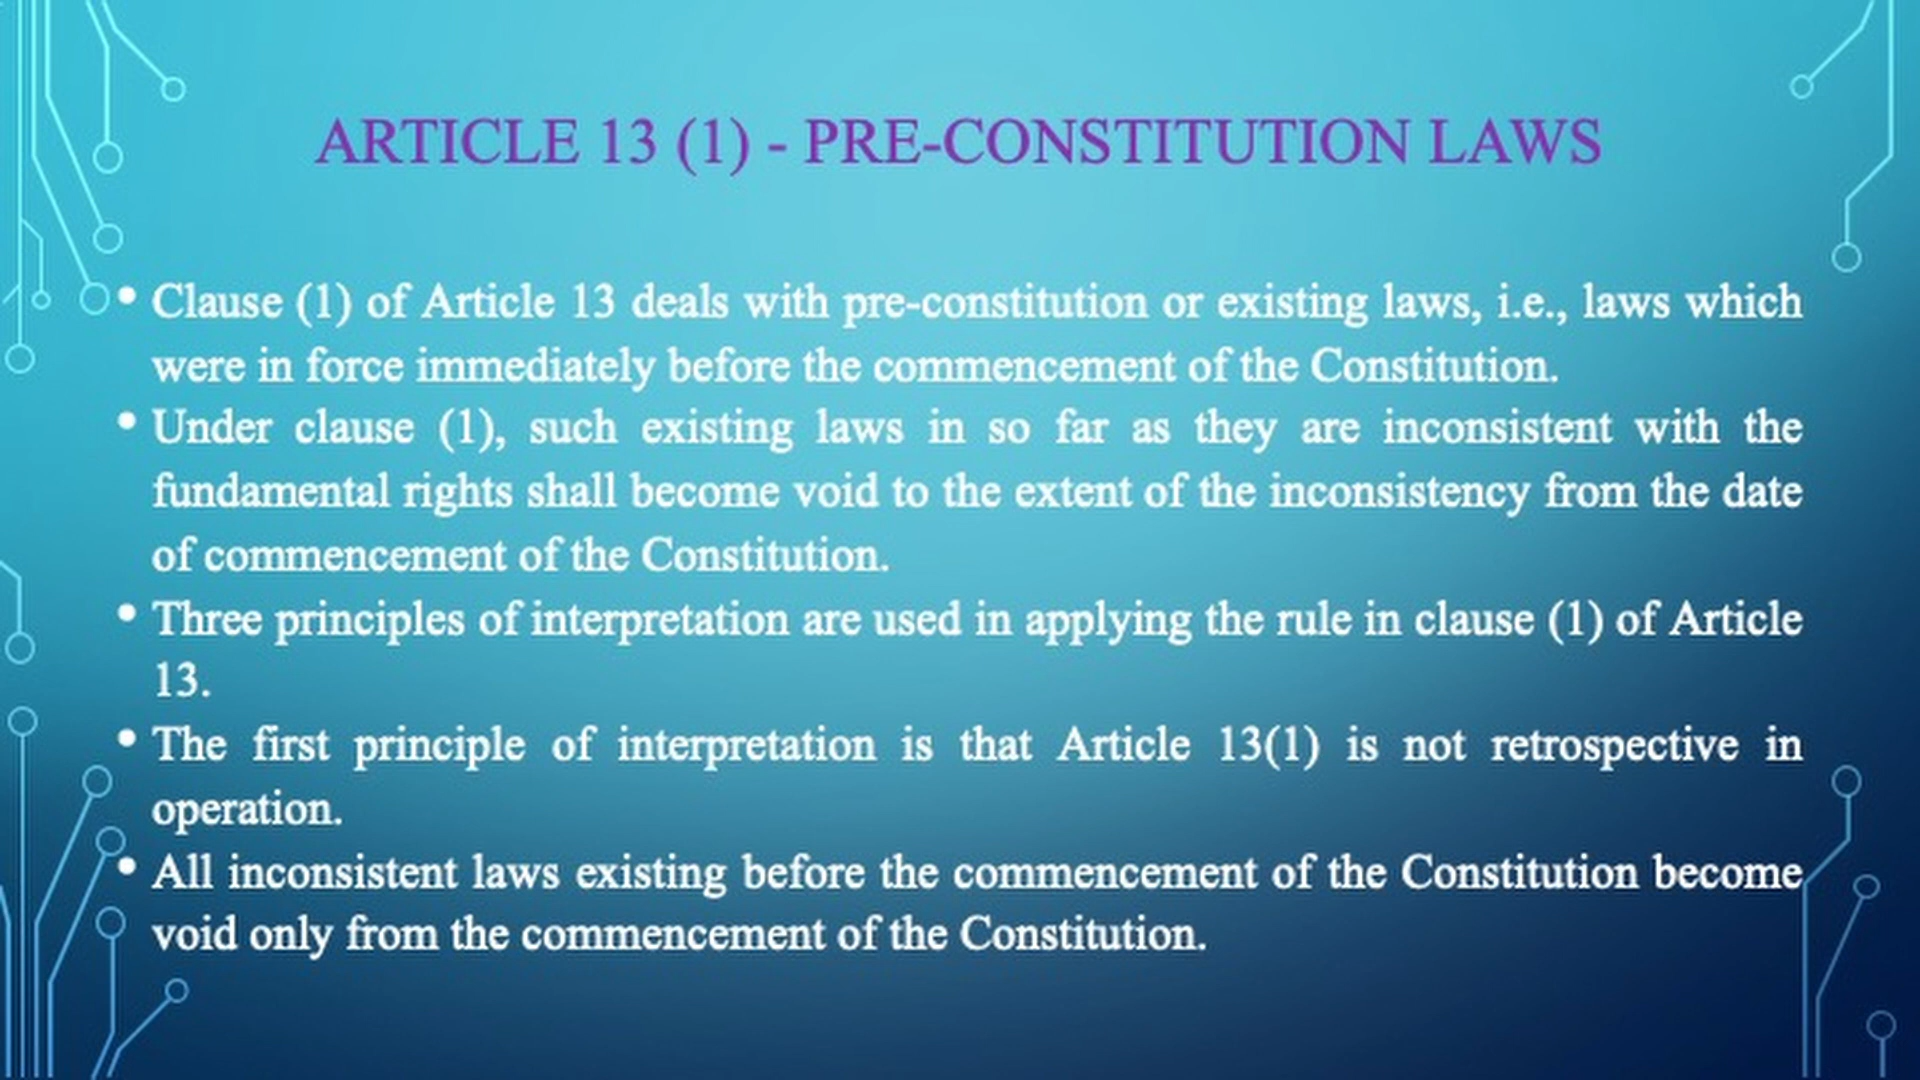 ARTICLE 13 (1) - PRE-CONSTITUTION LAWS
• Clause (1) of Article 13 deals with pre-constitution or existing laws, i.e., laws which
were in force immediately before the commencement of the Constitution.
• Under clause (1), such existing laws in so far as they are inconsistent with the
fundamental rights shall become void to the extent of the inconsistency from the date
of commencement of the Constitution.
• Three principles of interpretation are used in applying the rule in clause (1) of Article
13.
• The first principle of interpretation is that Article 13(1) is not retrospective in
operation.
• All inconsistent laws existing before the commencement of the Constitution become
void only from the commencement of the Constitution.